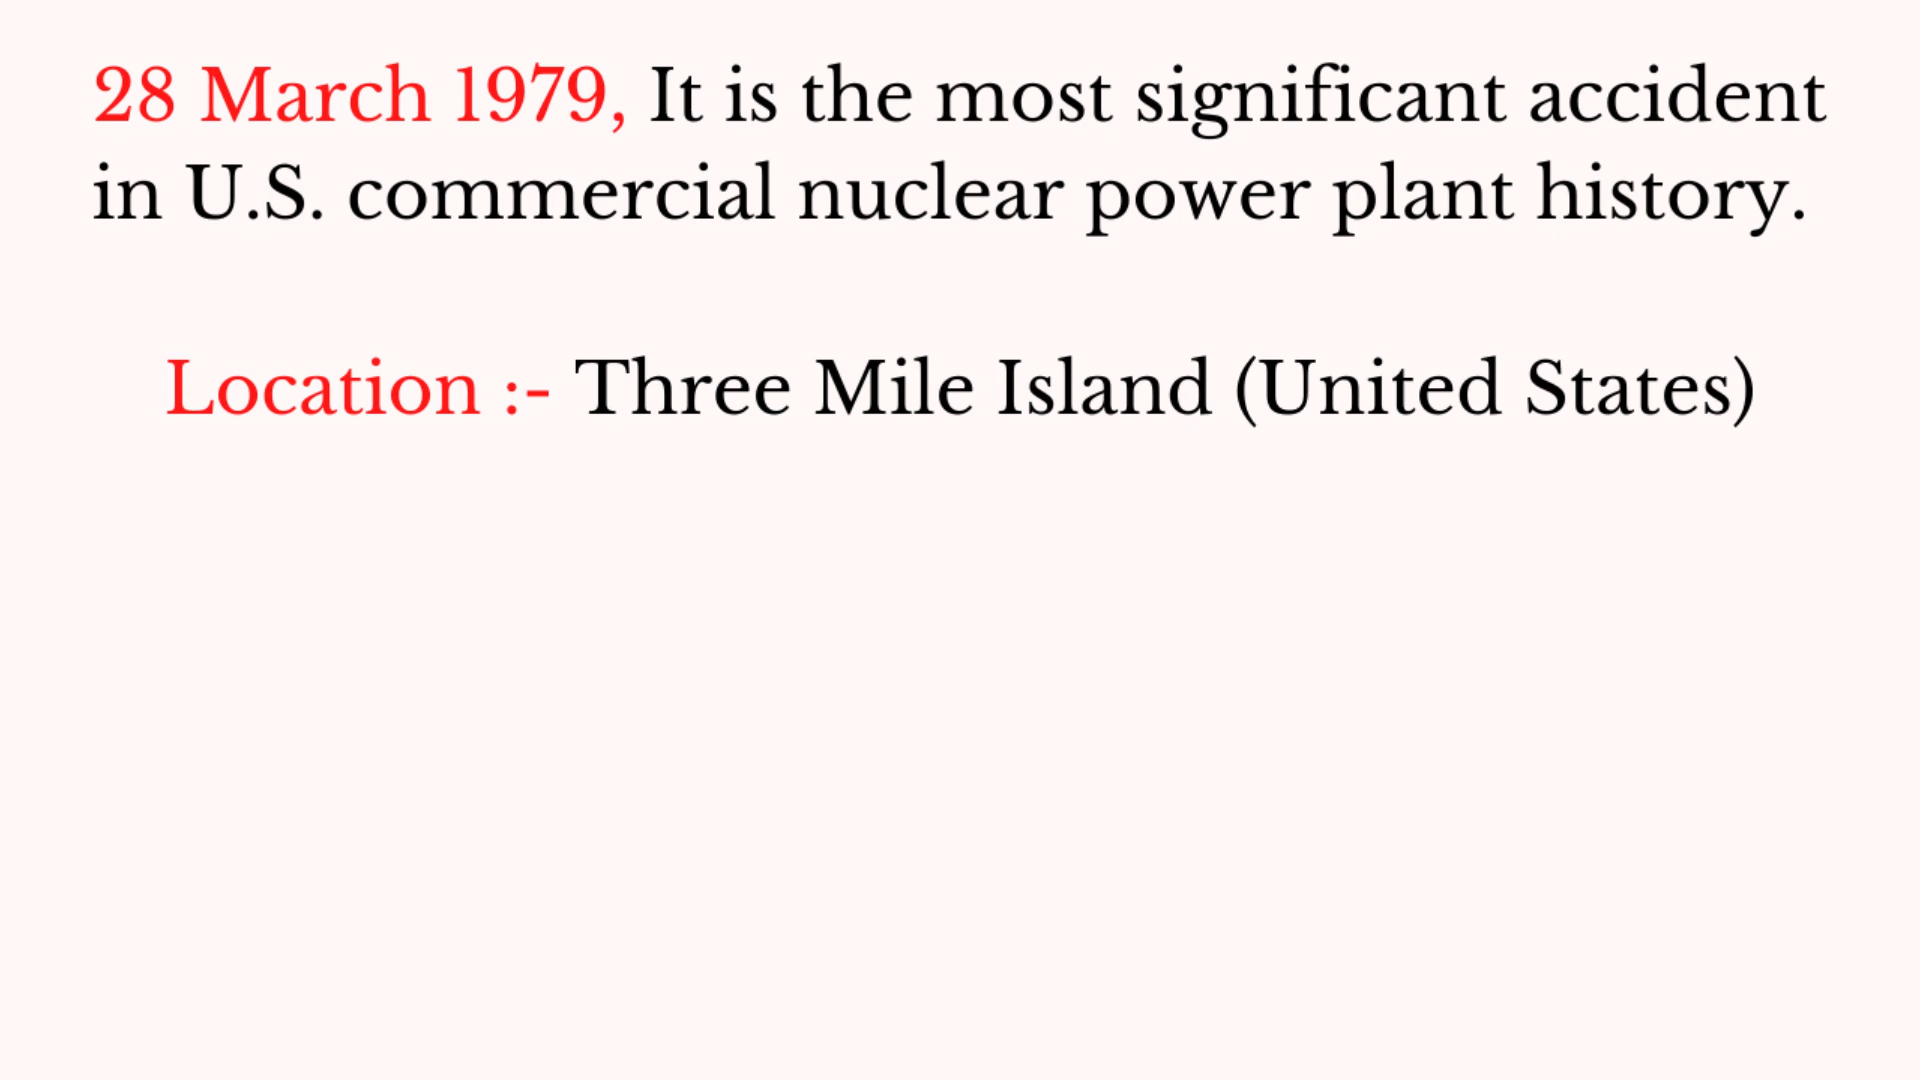 28 March 1979, It is the most significant accident
in U.S. commercial nuclear power plant history.
Location :- Three Mile Island (United States)